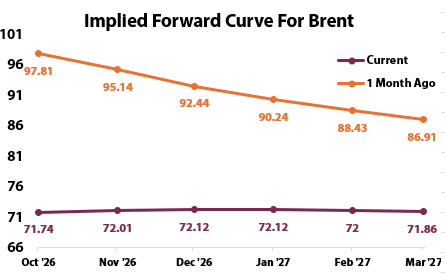 Implied Forward Curve For Brent
101
96
91
86
81
76
71
66
Current
1 Month Ago
97.81
95.14
92.44
90.24
88.43
86.91
71.74
72.01
72.12
72.12
72
71.86
Oct '26
Nov '26
Dec '26
Jan '27
Feb '27
Mar '27